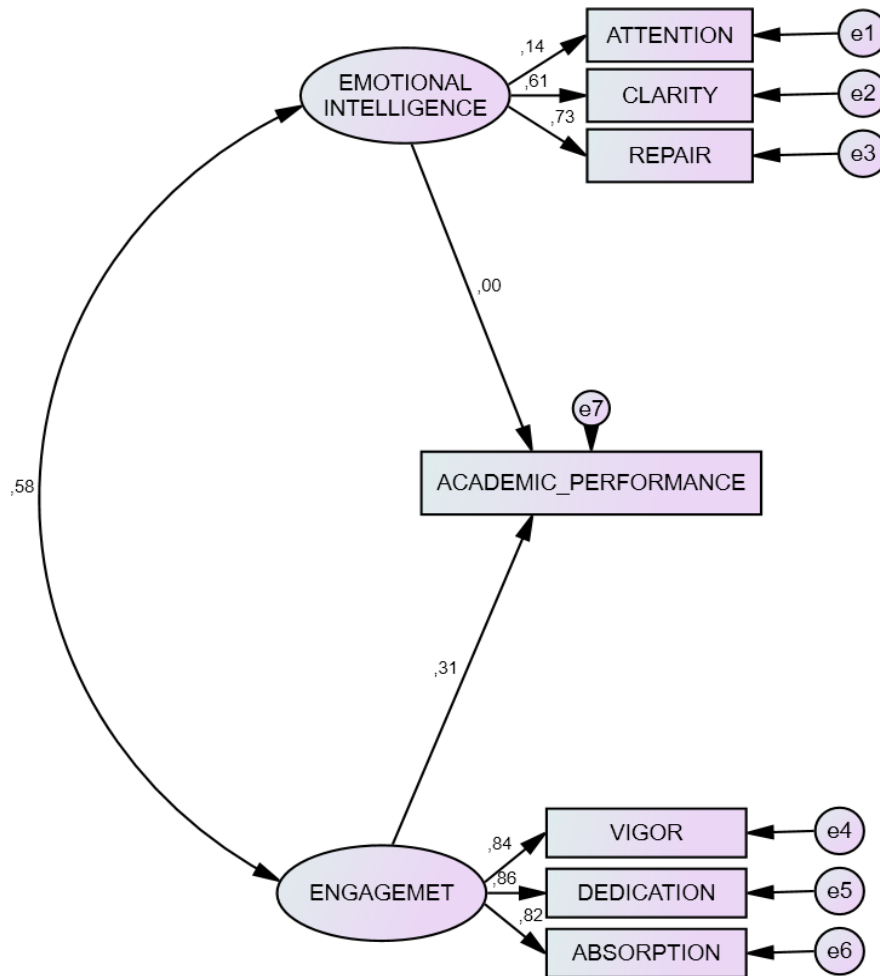 ,14
ATTENTION
e1
EMOTIONAL
INTELLIGENCE
,61
CLARITY
e2
,73
REPAIR
e3
,00
e7
ACADEMIC_PERFORMANCE
,58
,31
ENGAGEMET
,84
VIGOR
e4
,86
DEDICATION
e5
,82
ABSORPTION
e6